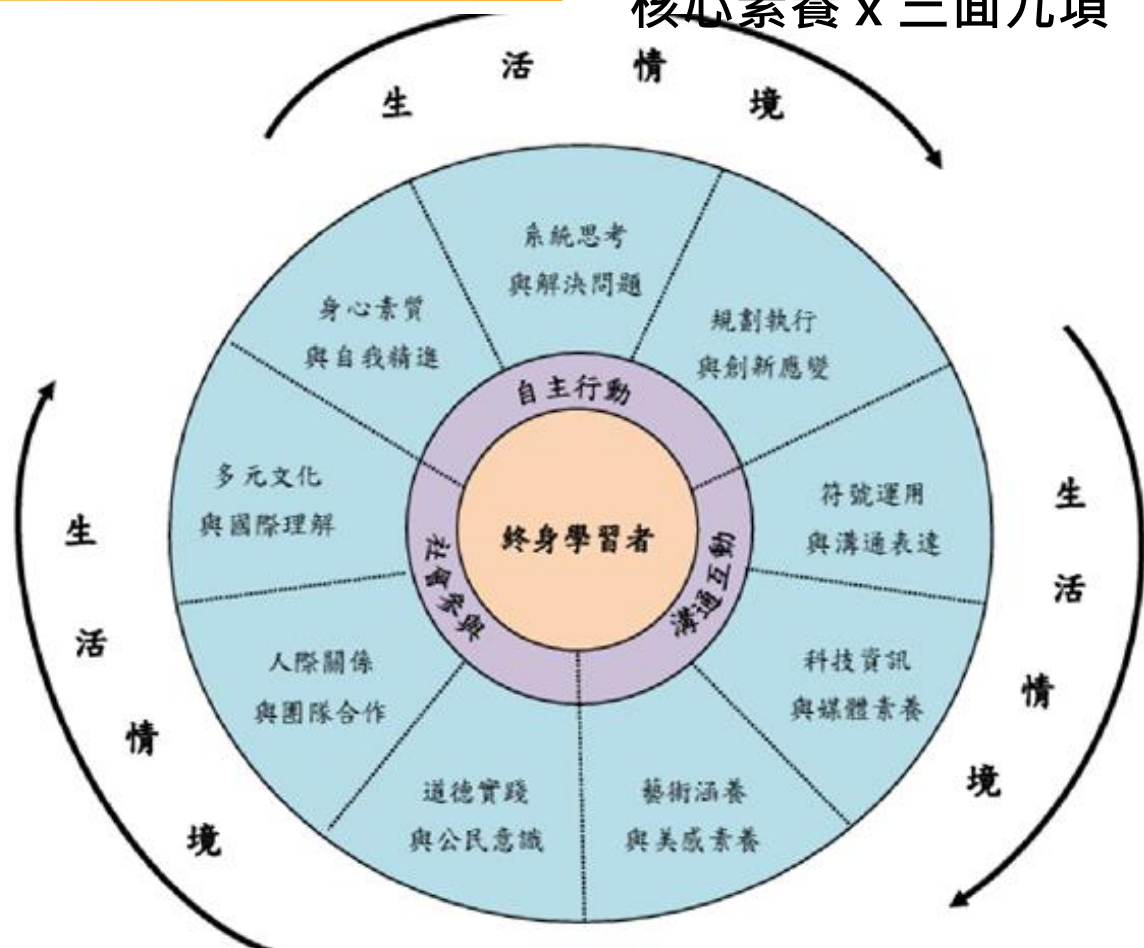 核心素養 x 三面九項
生活情境
系統思考
與解決問題
規劃執行
與創新應變
符號運用
與溝通表達
科技資訊
與媒體素養
藝術涵養
與美感素養
道德實踐
與公民意識
人際關係
與團隊合作
多元文化
與國際理解
身心素質
與自我精進
自主行動
溝通互動
社會參與
終身學習者
生活情境
生活情境